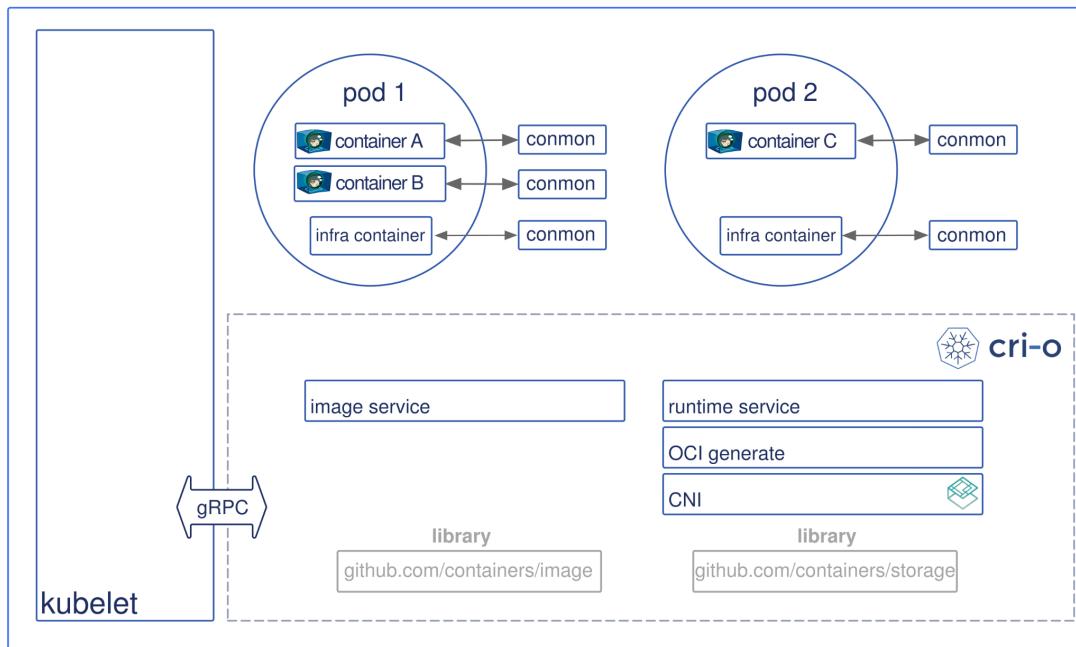 pod 1
container A
conmon
container B
conmon
infra container
conmon
pod 2
container C
conmon
infra container
conmon
cri-o
image service
runtime service
OCI generate
CNI
gRPC
library
github.com/containers/image
library
github.com/containers/storage
kubelet